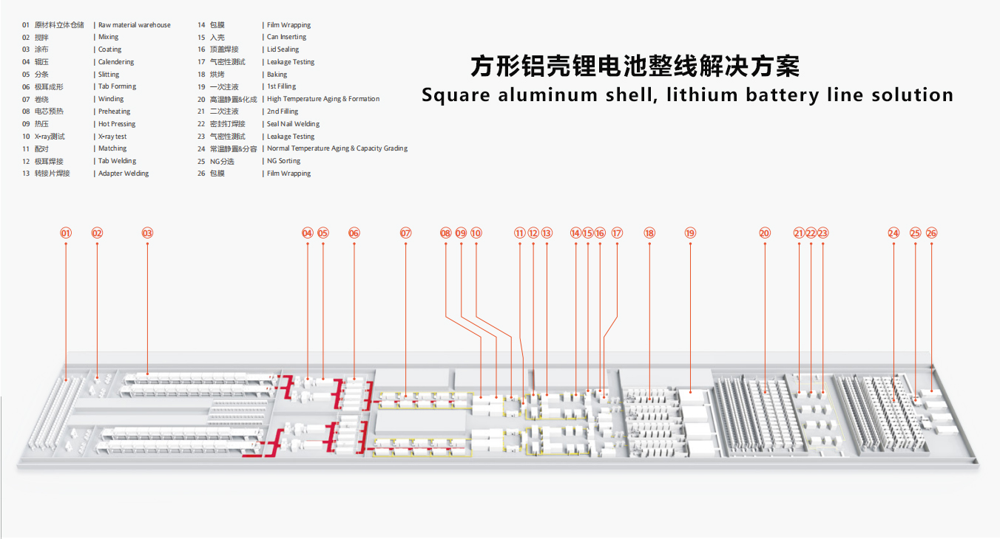 01 原材料立体仓储 | Raw material warehouse
02 搅拌 | Mixing
03 涂布 | Coating
04 辊压 | Calendering
05 分条 | Slitting
06 极耳成形 | Tab Forming
07 卷绕 | Winding
08 电芯预热 | Preheating
09 热压 | Hot Pressing
10 X-ray测试 | X-ray test
11 配对 | Matching
12 极耳焊接 | Tab Welding
13 转接片焊接 | Adapter Welding
14 包膜 | Film Wrapping
15 入壳 | Can Inserting
16 顶盖焊接 | Lid Sealing
17 气密性测试 | Leakage Testing
18 烘烤 | Baking
19 一次注液 | 1st Filling
20 高温静置&化成 | High Temperature Aging & Formation
21 二次注液 | 2nd Filling
22 密封钉焊接 | Seal Nail Welding
23 气密性测试 | Leakage Testing
24 常温静置&分容 | Normal Temperature Aging & Capacity Grading
25 NG分选 | NG Sorting
26 包膜 | Film Wrapping
方形铝壳锂电池整线解决方案
Square aluminum shell, lithium battery line solution
01 02 03 04 05 06 07 08 09 10 11 12 13 14 15 16 17 18 19 20 21 22 23 24 25 26